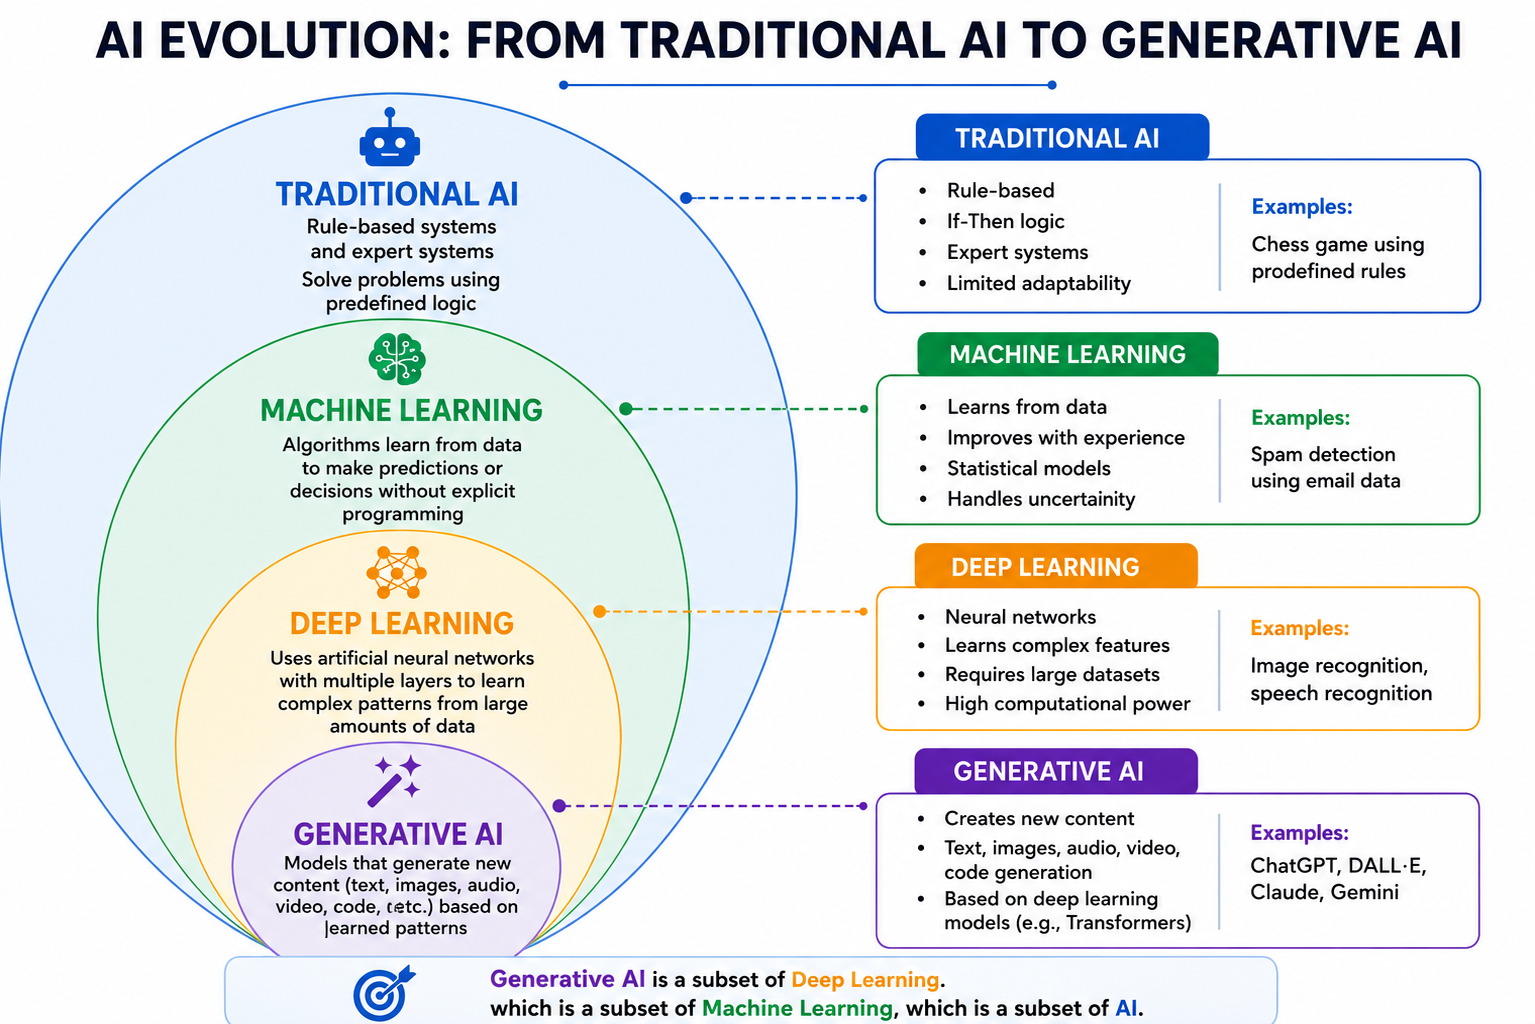 AI EVOLUTION: FROM TRADITIONAL AI TO GENERATIVE AI
TRADITIONAL AI
Rule-based systems
and expert systems
Solve problems using
predefined logic
MACHINE LEARNING
Algorithms learn from data
to make predictions or
decisions without explicit
programming
DEEP LEARNING
Uses artificial neural networks
with multiple layers to learn
complex patterns from large
amounts of data
GENERATIVE AI
Models that generate new
content (text, images, audio,
video, code, etc.) based on
learned patterns
TRADITIONAL AI
• Rule-based
• If-Then logic
• Expert systems
• Limited adaptability
Examples:
Chess game using
prodefined rules
MACHINE LEARNING
• Learns from data
• Improves with experience
• Statistical models
• Handles uncertainity
Examples:
Spam detection
using email data
DEEP LEARNING
• Neural networks
• Learns complex features
• Requires large datasets
• High computational power
Examples:
Image recognition,
speech recognition
GENERATIVE AI
• Creates new content
• Text, images, audio, video,
code generation
• Based on deep learning
models (e.g., Transformers)
Examples:
ChatGPT, DALL·E,
Claude, Gemini
Generative AI is a subset of Deep Learning.
which is a subset of Machine Learning, which is a subset of AI.